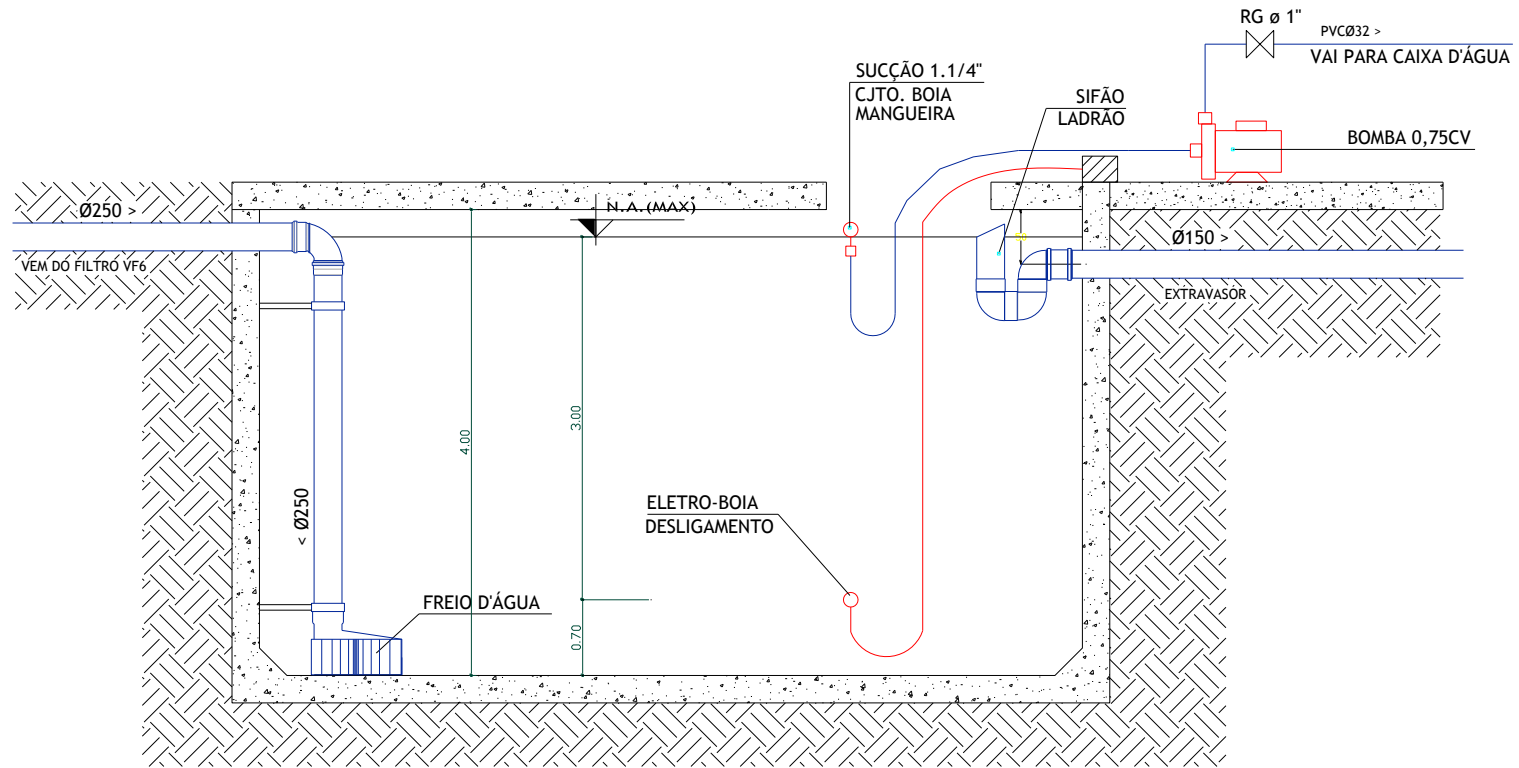 RG ø 1"
PVCØ32 >
VAI PARA CAIXA D'ÁGUA
SUCÇÃO 1.1/4"
CJTO. BOIA
MANGUEIRA
SIFÃO
LADRÃO
BOMBA 0,75CV
Ø250 >
N.A.(MAX)
Ø150 >
VEM DO FILTRO VF6
EXTRAVASOR
4.00
3.00
< Ø250
ELETRO-BOIA
DESLIGAMENTO
FREIO D'ÁGUA
0.70